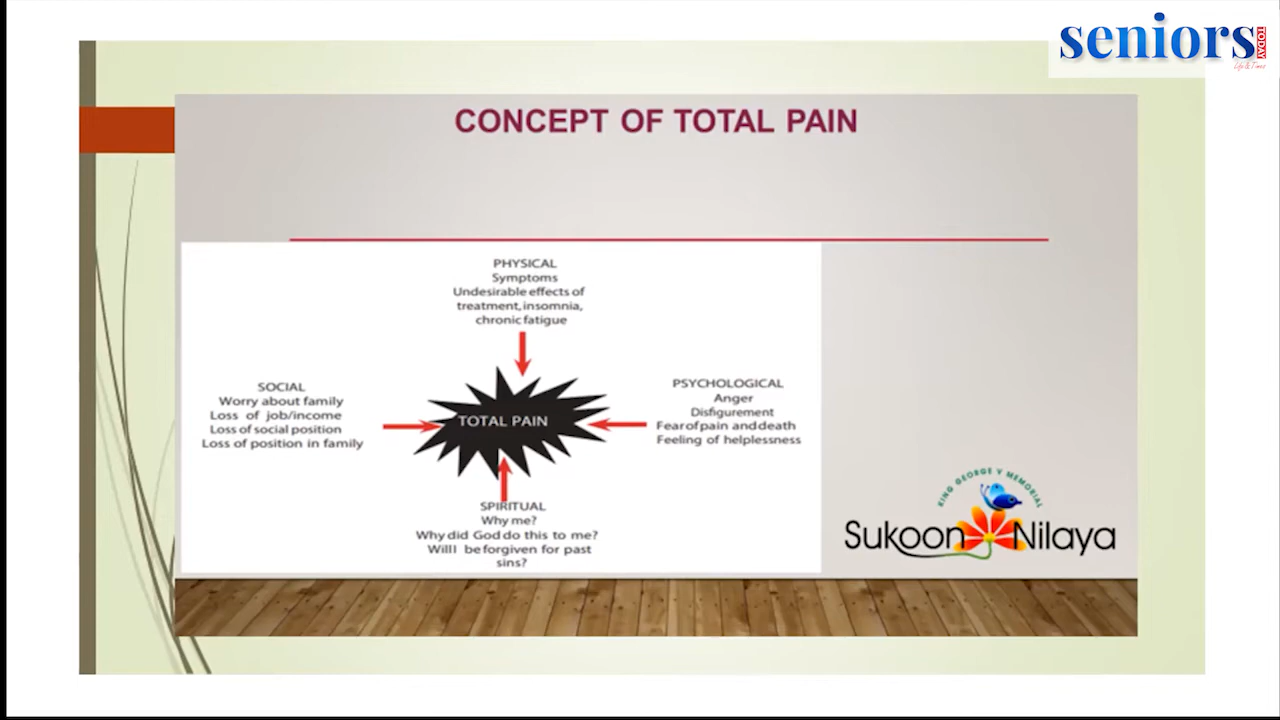 seniors
TODAY
Life & Times
CONCEPT OF TOTAL PAIN
PHYSICAL
Symptoms
Undesirable effects of
treatment, insomnia,
chronic fatigue
SOCIAL
Worry about family
Loss of job/income
Loss of social position
Loss of position in family
TOTAL PAIN
PSYCHOLOGICAL
Anger
Disfigurement
Fear of pain and death
Feeling of helplessness
SPIRITUAL
Why me?
Why did God do this to me?
Will I be forgiven for past
sins?
KING GEORGE V MEMORIAL
Sukoon Nilaya